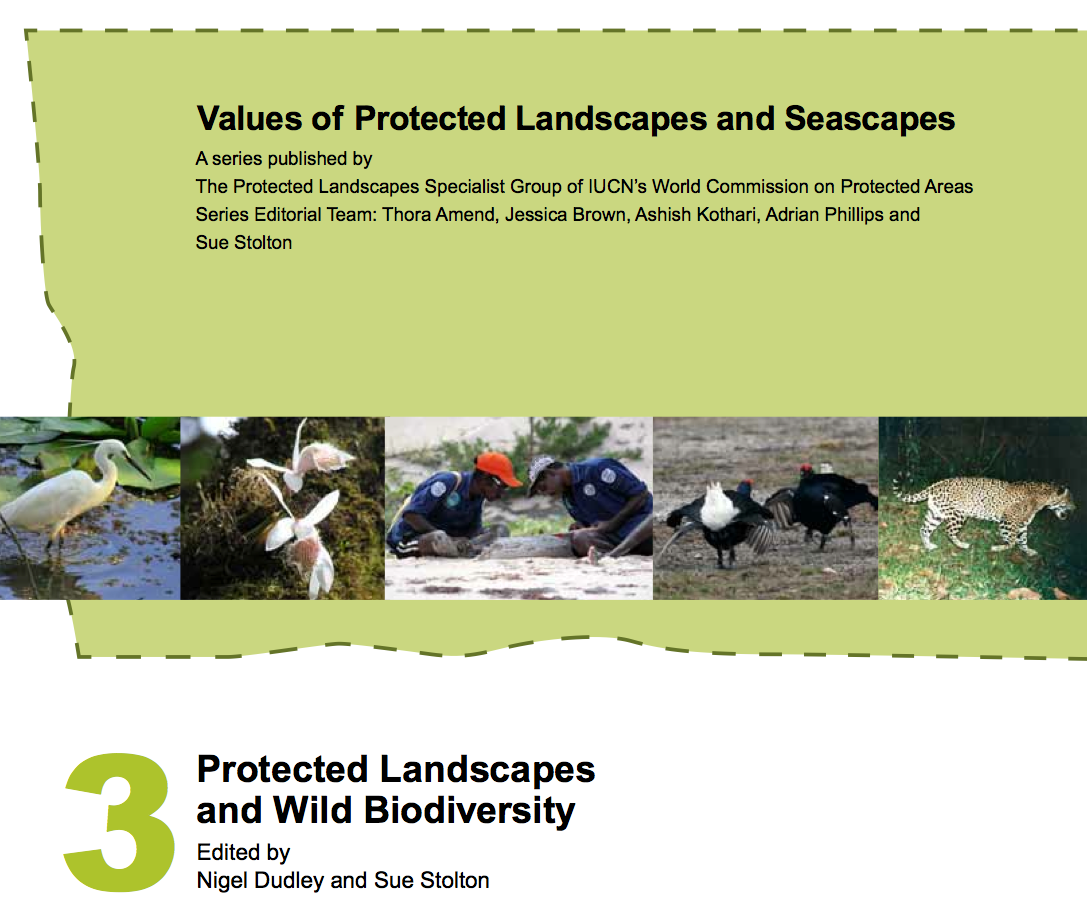 Values of Protected Landscapes and Seascapes
A series published by
The Protected Landscapes Specialist Group of IUCN’s World Commission on Protected Areas
Series Editorial Team: Thora Amend, Jessica Brown, Ashish Kothari, Adrian Phillips and
Sue Stolton
3
Protected Landscapes
and Wild Biodiversity
Edited by
Nigel Dudley and Sue Stolton